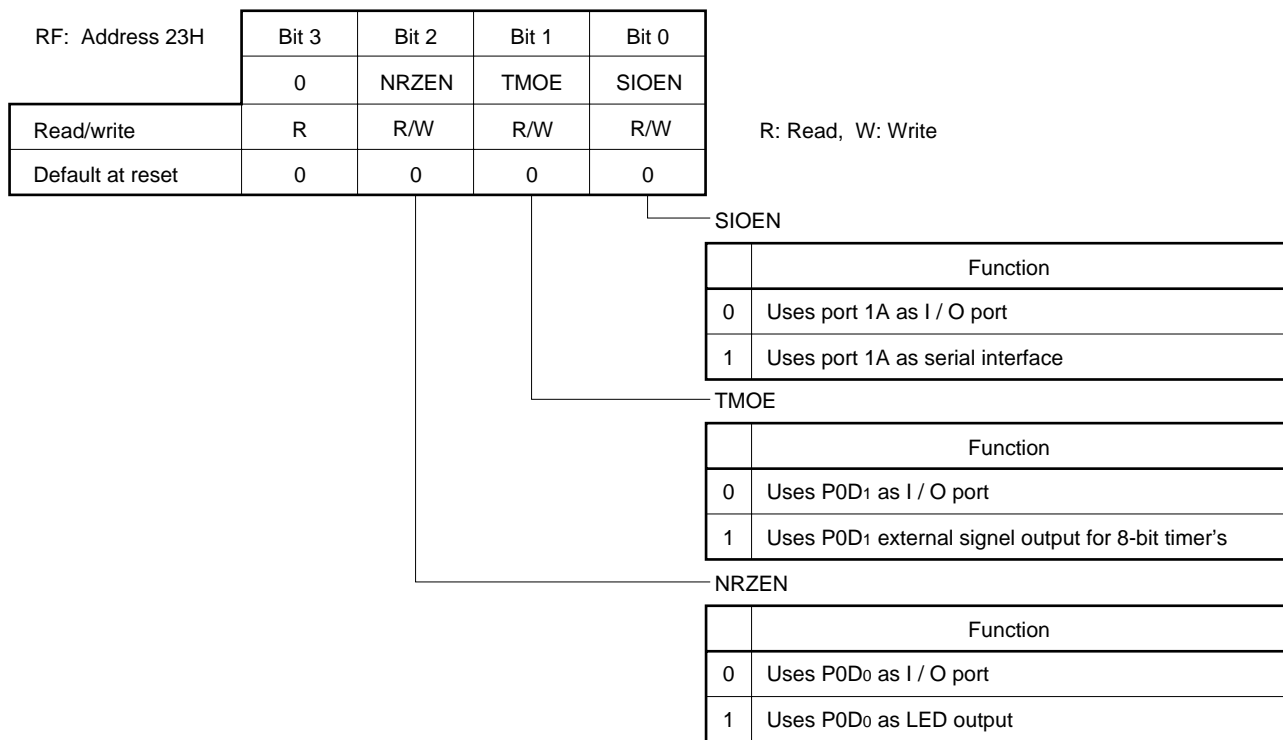 RF: Address 23H Bit 3 Bit 2 Bit 1 Bit 0
0 NRZEN TMOE SIOEN
Read/write R R/W R/W R/W R: Read, W: Write
Default at reset 0 0 0 0
SIOEN
Function
0 Uses port 1A as I / O port
1 Uses port 1A as serial interface
TMOE
Function
0 Uses P0D1 as I / O port
1 Uses P0D1 external signel output for 8-bit timer's
NRZEN
Function
0 Uses P0D0 as I / O port
1 Uses P0D0 as LED output